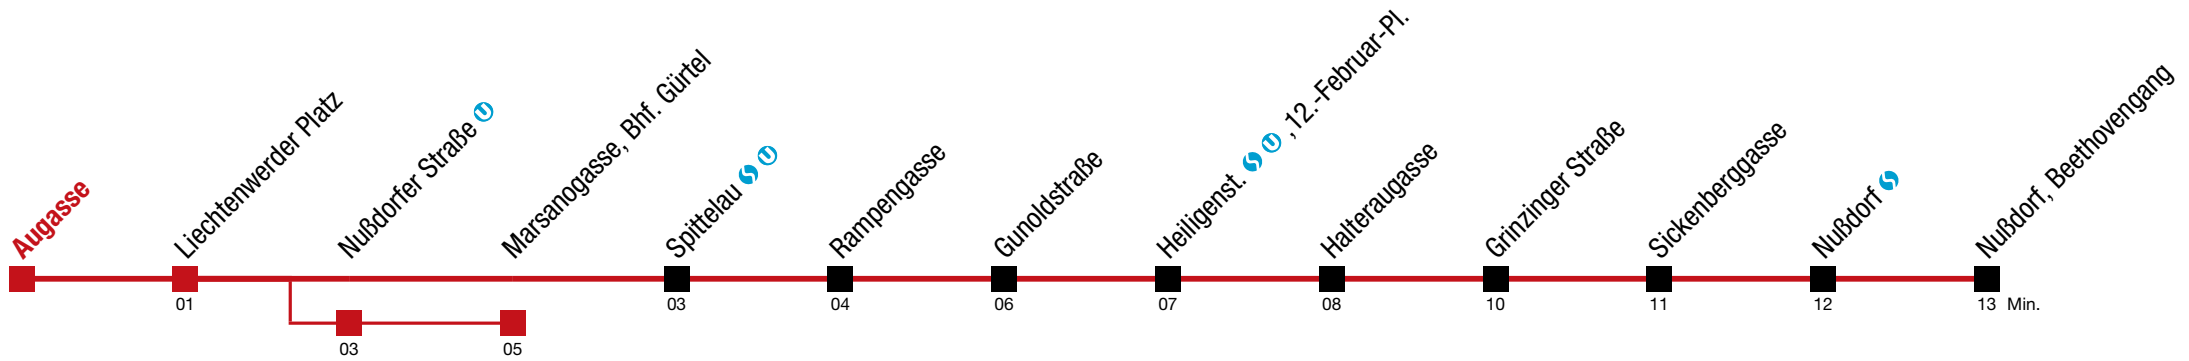 Augasse
Liechtenwerder Platz
Nußdorfer Straße U
Marsanogasse, Bhf. Gürtel
Spittelau S U
Rampengasse
Gunoldstraße
Heiligenst. S U ,12.-Februar-Pl.
Halteraugasse
Grinzinger Straße
Sickenberggasse
Nußdorf S
Nußdorf, Beethovengang
01
03
04
06
07
08
10
11
12
13 Min.
03
05